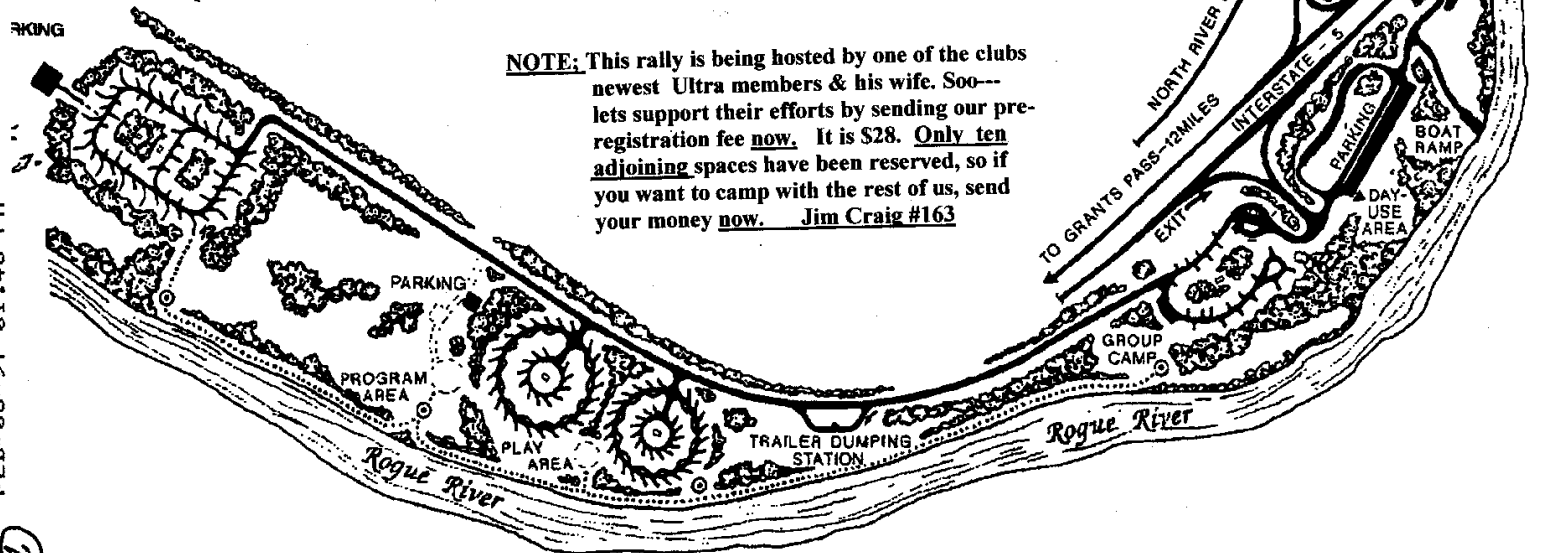 RKING
NOTE: This rally is being hosted by one of the clubs
newest Ultra members & his wife. Soo---
lets support their efforts by sending our pre-
registration fee now. It is $28. Only ten
adjoining spaces have been reserved, so if
you want to camp with the rest of us, send
your money now. Jim Craig #163
NORTH RIVER
INTERSTATE - 5
TO GRANTS PASS-12MILES
EXIT
PARKING
BOAT
RAMP
DAY-
USE
AREA
PARKING
GROUP
CAMP
PROGRAM
AREA
PLAY
AREA
TRAILER DUMPING
STATION
Rogue River
Rogue River